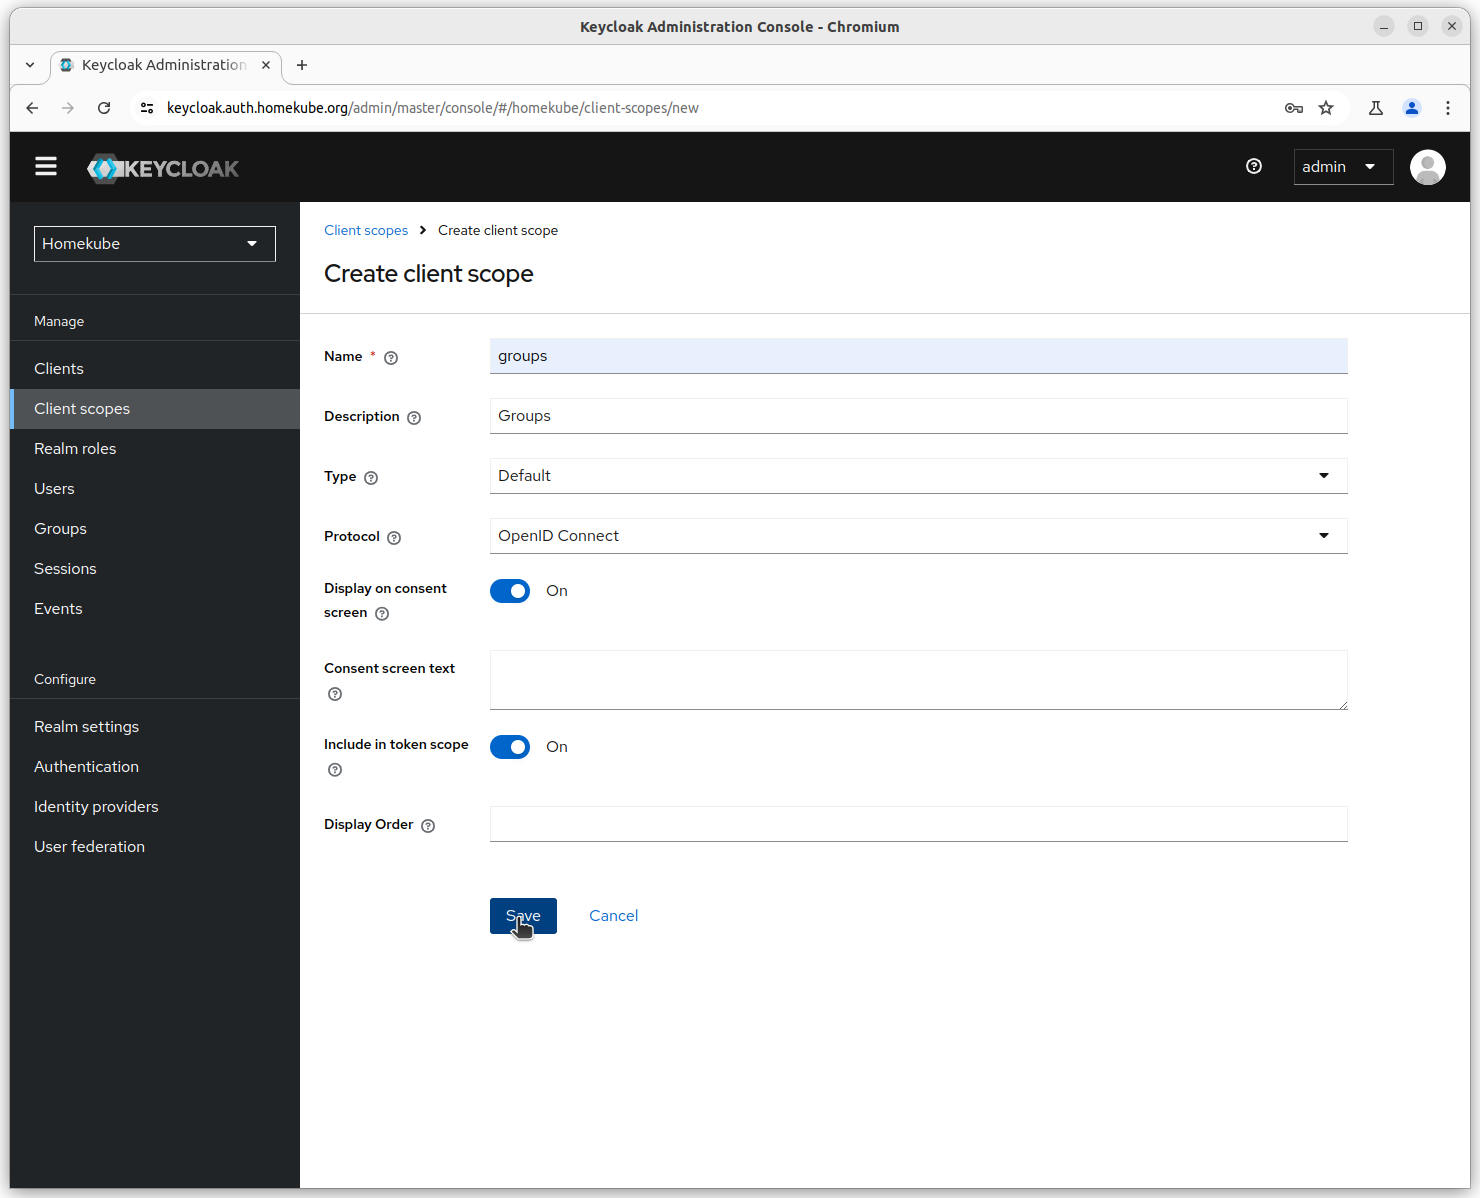 Keycloak Administration Console - Chromium
Keycloak Administration
keycloak.auth.homekube.org/admin/master/console/#/homekube/client-scopes/new
KEYCLOAK
admin
Homekube
Manage
Clients
Client scopes
Realm roles
Users
Groups
Sessions
Events
Configure
Realm settings
Authentication
Identity providers
User federation
Client scopes > Create client scope
Create client scope
Name *
groups
Description
Groups
Type
Default
Protocol
OpenID Connect
Display on consent
screen
On
Consent screen text
Include in token scope
On
Display Order
Save
Cancel